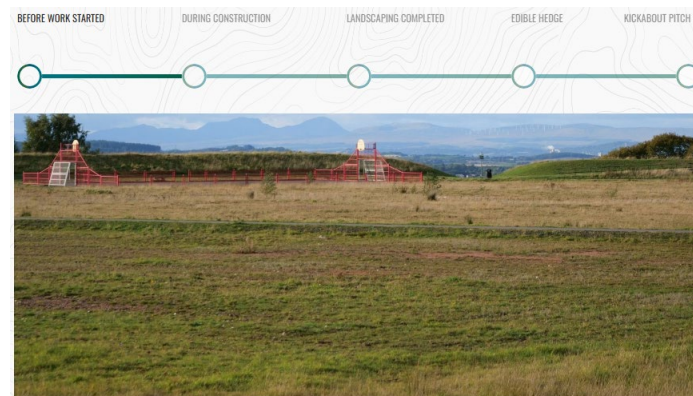 BEFORE WORK STARTED
DURING CONSTRUCTION
LANDSCAPING COMPLETED
EDIBLE HEDGE
KICKABOUT PITCH